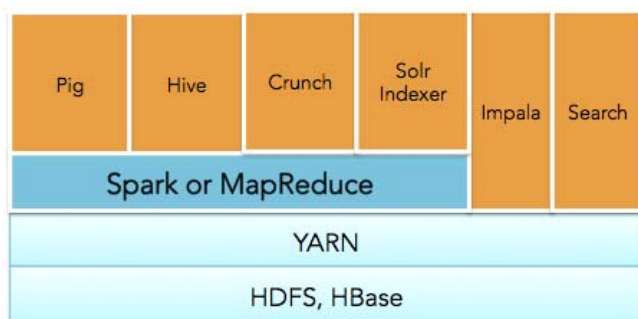 Pig
Hive
Crunch
Solr
Indexer
Impala
Search
Spark or MapReduce
YARN
HDFS, HBase